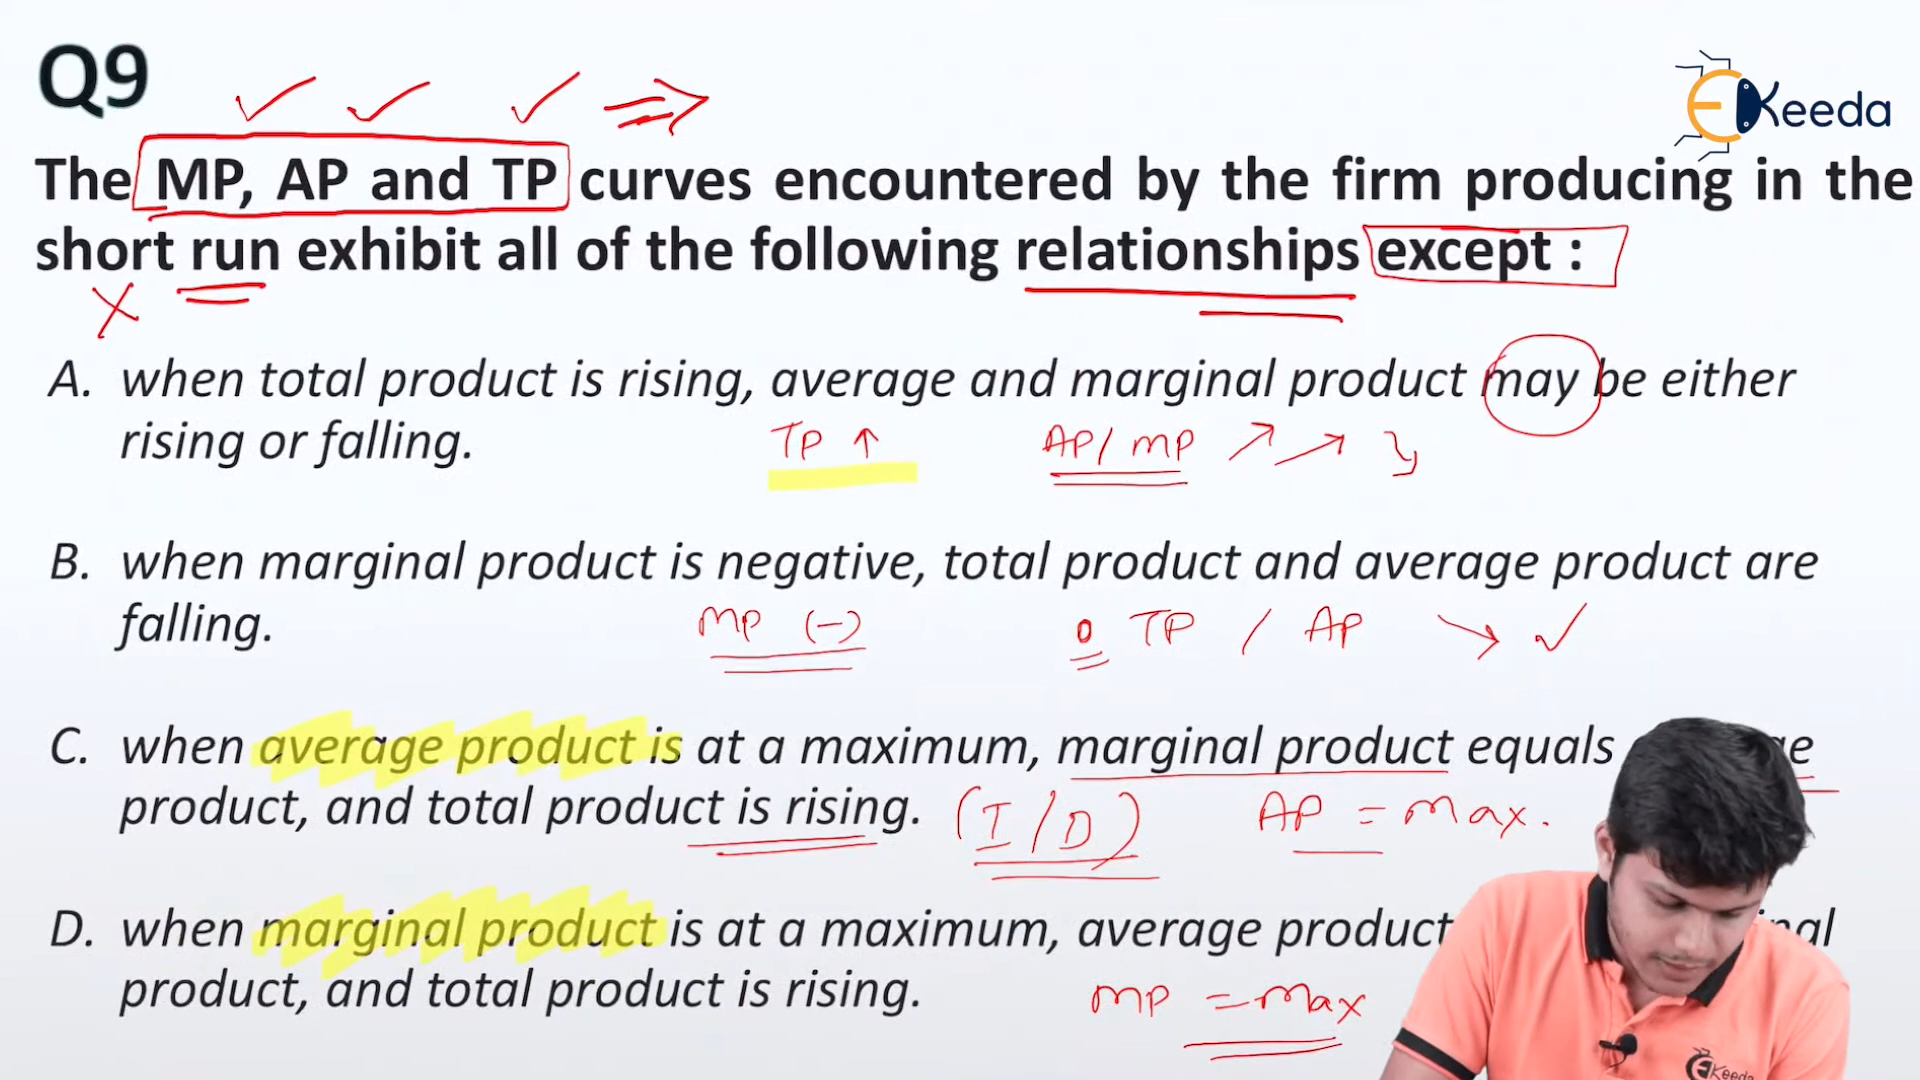 Q9
Keeda
The MP, AP and TP curves encountered by the firm producing in the
short run exhibit all of the following relationships except :
A. when total product is rising, average and marginal product may be either
rising or falling.
TP ↑ AP/ MP
B. when marginal product is negative, total product and average product are
falling.
MP (-) TP / AP
C. when average product is at a maximum, marginal product equals
product, and total product is rising.
(I/D) AP = Max.
D. when marginal product is at a maximum, average product
product, and total product is rising.
MP = Max
Keeda